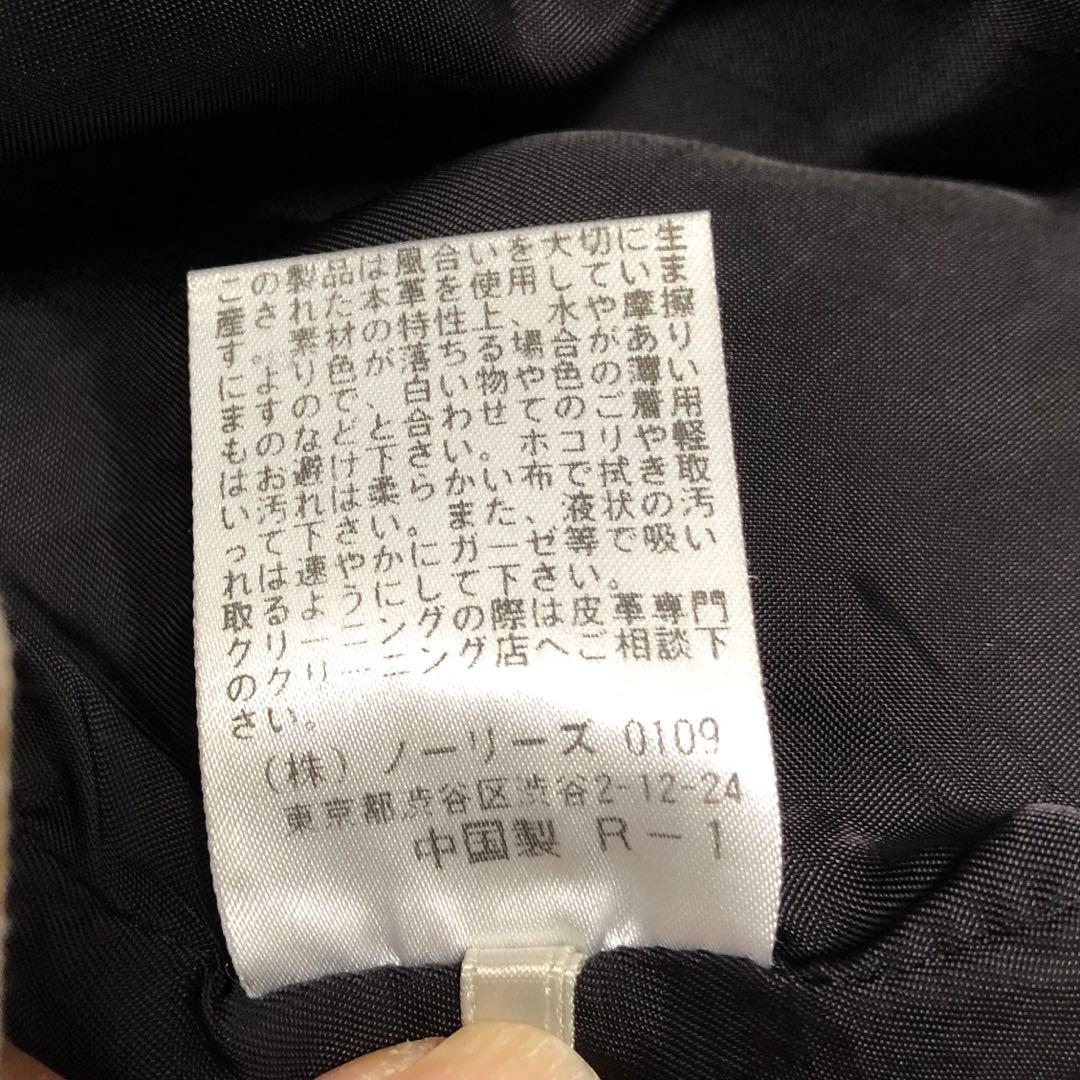 この製品は風合いを大切に生
産された本革を使用していま
す。素材の特性上、水や摩擦
により色が落ちる場合があり
ますので、白い物や色の薄い
ものなどと合わせてのご着用
はお避け下さい。ホコリや軽
い汚れは柔らかい布で拭き取
って下さい。また、液状の汚
れは速やかにガーゼ等で吸い
取るようにして下さい。
クリーニングの際は皮革専門
のクリーニング店へご相談下
さい。
(株) ノーリーズ 0109
東京都渋谷区渋谷2-12-24
中国製 R-1